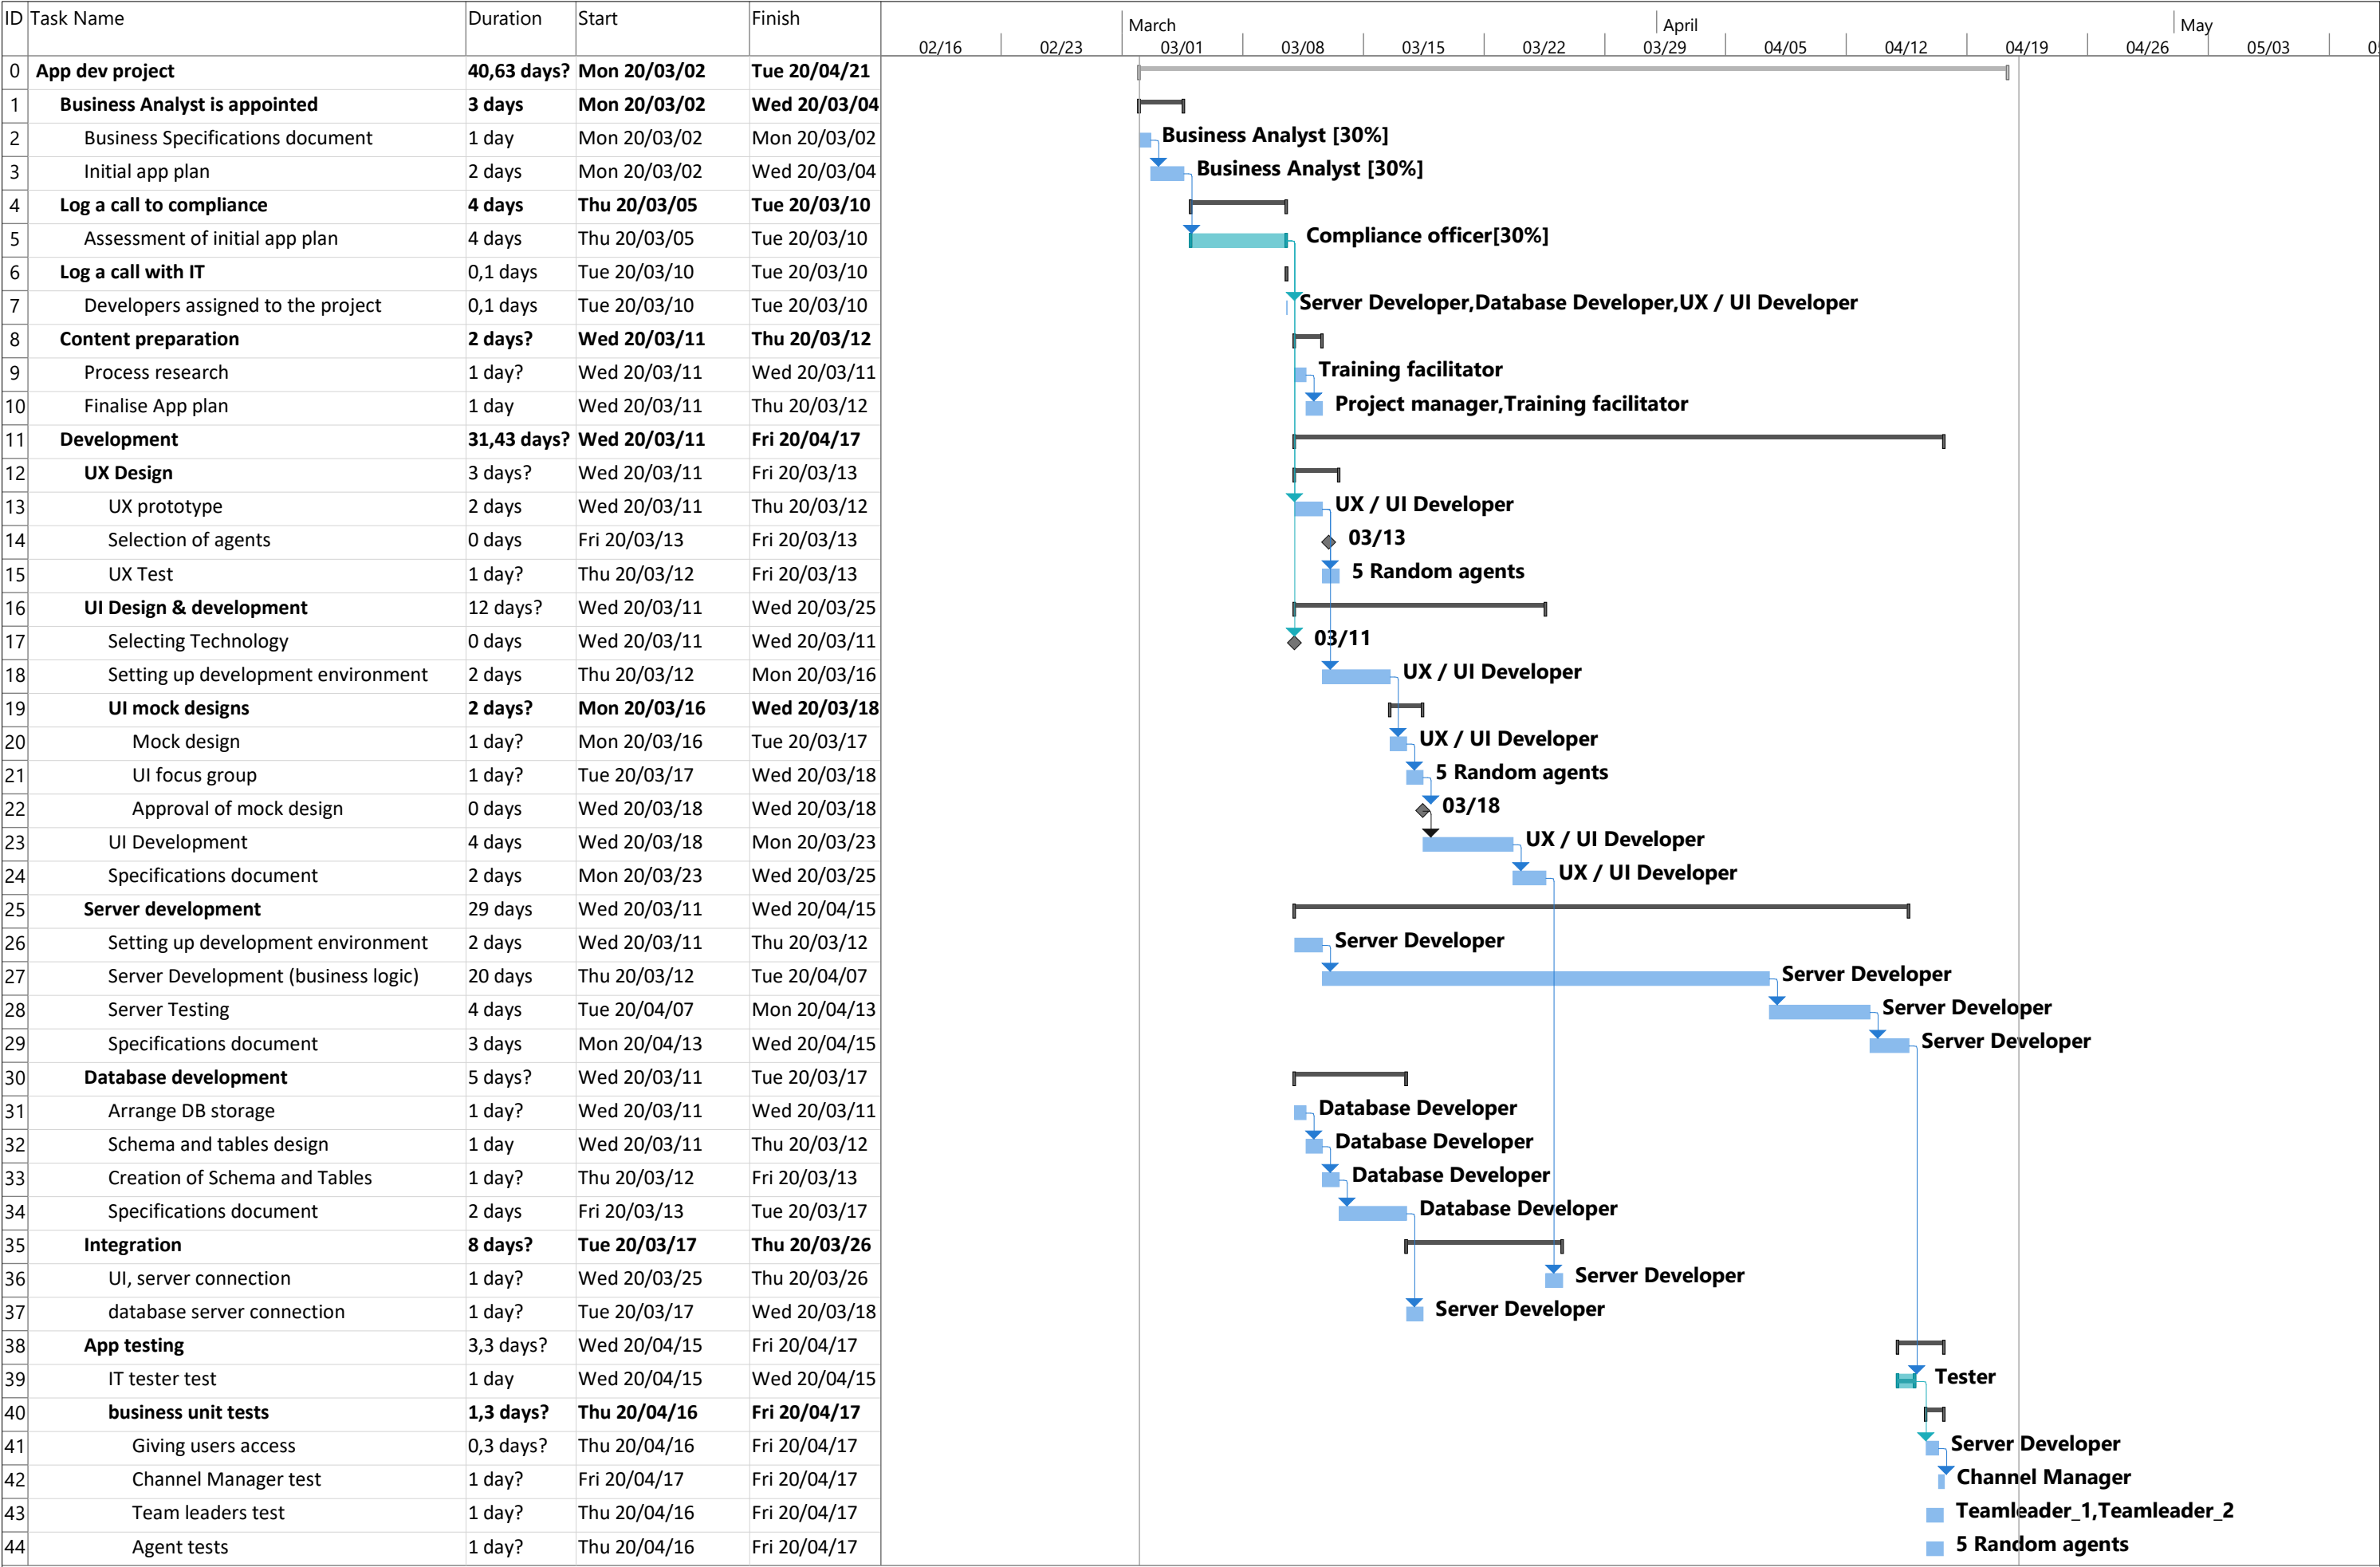 ID Task Name Duration Start Finish
March April May
02/16 02/23 03/01 03/08 03/15 03/22 03/29 04/05 04/12 04/19 04/26 05/03 0
0 App dev project 40,63 days? Mon 20/03/02 Tue 20/04/21
1 Business Analyst is appointed 3 days Mon 20/03/02 Wed 20/03/04
2 Business Specifications document 1 day Mon 20/03/02 Mon 20/03/02 Business Analyst [30%]
3 Initial app plan 2 days Mon 20/03/02 Wed 20/03/04 Business Analyst [30%]
4 Log a call to compliance 4 days Thu 20/03/05 Tue 20/03/10
5 Assessment of initial app plan 4 days Thu 20/03/05 Tue 20/03/10 Compliance officer[30%]
6 Log a call with IT 0,1 days Tue 20/03/10 Tue 20/03/10
7 Developers assigned to the project 0,1 days Tue 20/03/10 Tue 20/03/10 Server Developer,Database Developer,UX / UI Developer
8 Content preparation 2 days? Wed 20/03/11 Thu 20/03/12
9 Process research 1 day? Wed 20/03/11 Wed 20/03/11 Training facilitator
10 Finalise App plan 1 day Wed 20/03/11 Thu 20/03/12 Project manager,Training facilitator
11 Development 31,43 days? Wed 20/03/11 Fri 20/04/17
12 UX Design 3 days? Wed 20/03/11 Fri 20/03/13
13 UX prototype 2 days Wed 20/03/11 Thu 20/03/12 UX / UI Developer
14 Selection of agents 0 days Fri 20/03/13 Fri 20/03/13 03/13
15 UX Test 1 day? Thu 20/03/12 Fri 20/03/13 5 Random agents
16 UI Design & development 12 days? Wed 20/03/11 Wed 20/03/25
17 Selecting Technology 0 days Wed 20/03/11 Wed 20/03/11 03/11
18 Setting up development environment 2 days Thu 20/03/12 Mon 20/03/16 UX / UI Developer
19 UI mock designs 2 days? Mon 20/03/16 Wed 20/03/18
20 Mock design 1 day? Mon 20/03/16 Tue 20/03/17 UX / UI Developer
21 UI focus group 1 day? Tue 20/03/17 Wed 20/03/18 5 Random agents
22 Approval of mock design 0 days Wed 20/03/18 Wed 20/03/18 03/18
23 UI Development 4 days Wed 20/03/18 Mon 20/03/23 UX / UI Developer
24 Specifications document 2 days Mon 20/03/23 Wed 20/03/25 UX / UI Developer
25 Server development 29 days Wed 20/03/11 Wed 20/04/15
26 Setting up development environment 2 days Wed 20/03/11 Thu 20/03/12 Server Developer
27 Server Development (business logic) 20 days Thu 20/03/12 Tue 20/04/07 Server Developer
28 Server Testing 4 days Tue 20/04/07 Mon 20/04/13 Server Developer
29 Specifications document 3 days Mon 20/04/13 Wed 20/04/15 Server Developer
30 Database development 5 days? Wed 20/03/11 Tue 20/03/17
31 Arrange DB storage 1 day? Wed 20/03/11 Wed 20/03/11 Database Developer
32 Schema and tables design 1 day Wed 20/03/11 Thu 20/03/12 Database Developer
33 Creation of Schema and Tables 1 day? Thu 20/03/12 Fri 20/03/13 Database Developer
34 Specifications document 2 days Fri 20/03/13 Tue 20/03/17 Database Developer
35 Integration 8 days? Tue 20/03/17 Thu 20/03/26
36 UI, server connection 1 day? Wed 20/03/25 Thu 20/03/26 Server Developer
37 database server connection 1 day? Tue 20/03/17 Wed 20/03/18 Server Developer
38 App testing 3,3 days? Wed 20/04/15 Fri 20/04/17
39 IT tester test 1 day Wed 20/04/15 Wed 20/04/15 Tester
40 business unit tests 1,3 days? Thu 20/04/16 Fri 20/04/17
41 Giving users access 0,3 days? Thu 20/04/16 Fri 20/04/17 Server Developer
42 Channel Manager test 1 day? Fri 20/04/17 Fri 20/04/17 Channel Manager
43 Team leaders test 1 day? Thu 20/04/16 Fri 20/04/17 Teamleader_1,Teamleader_2
44 Agent tests 1 day? Thu 20/04/16 Fri 20/04/17 5 Random agents